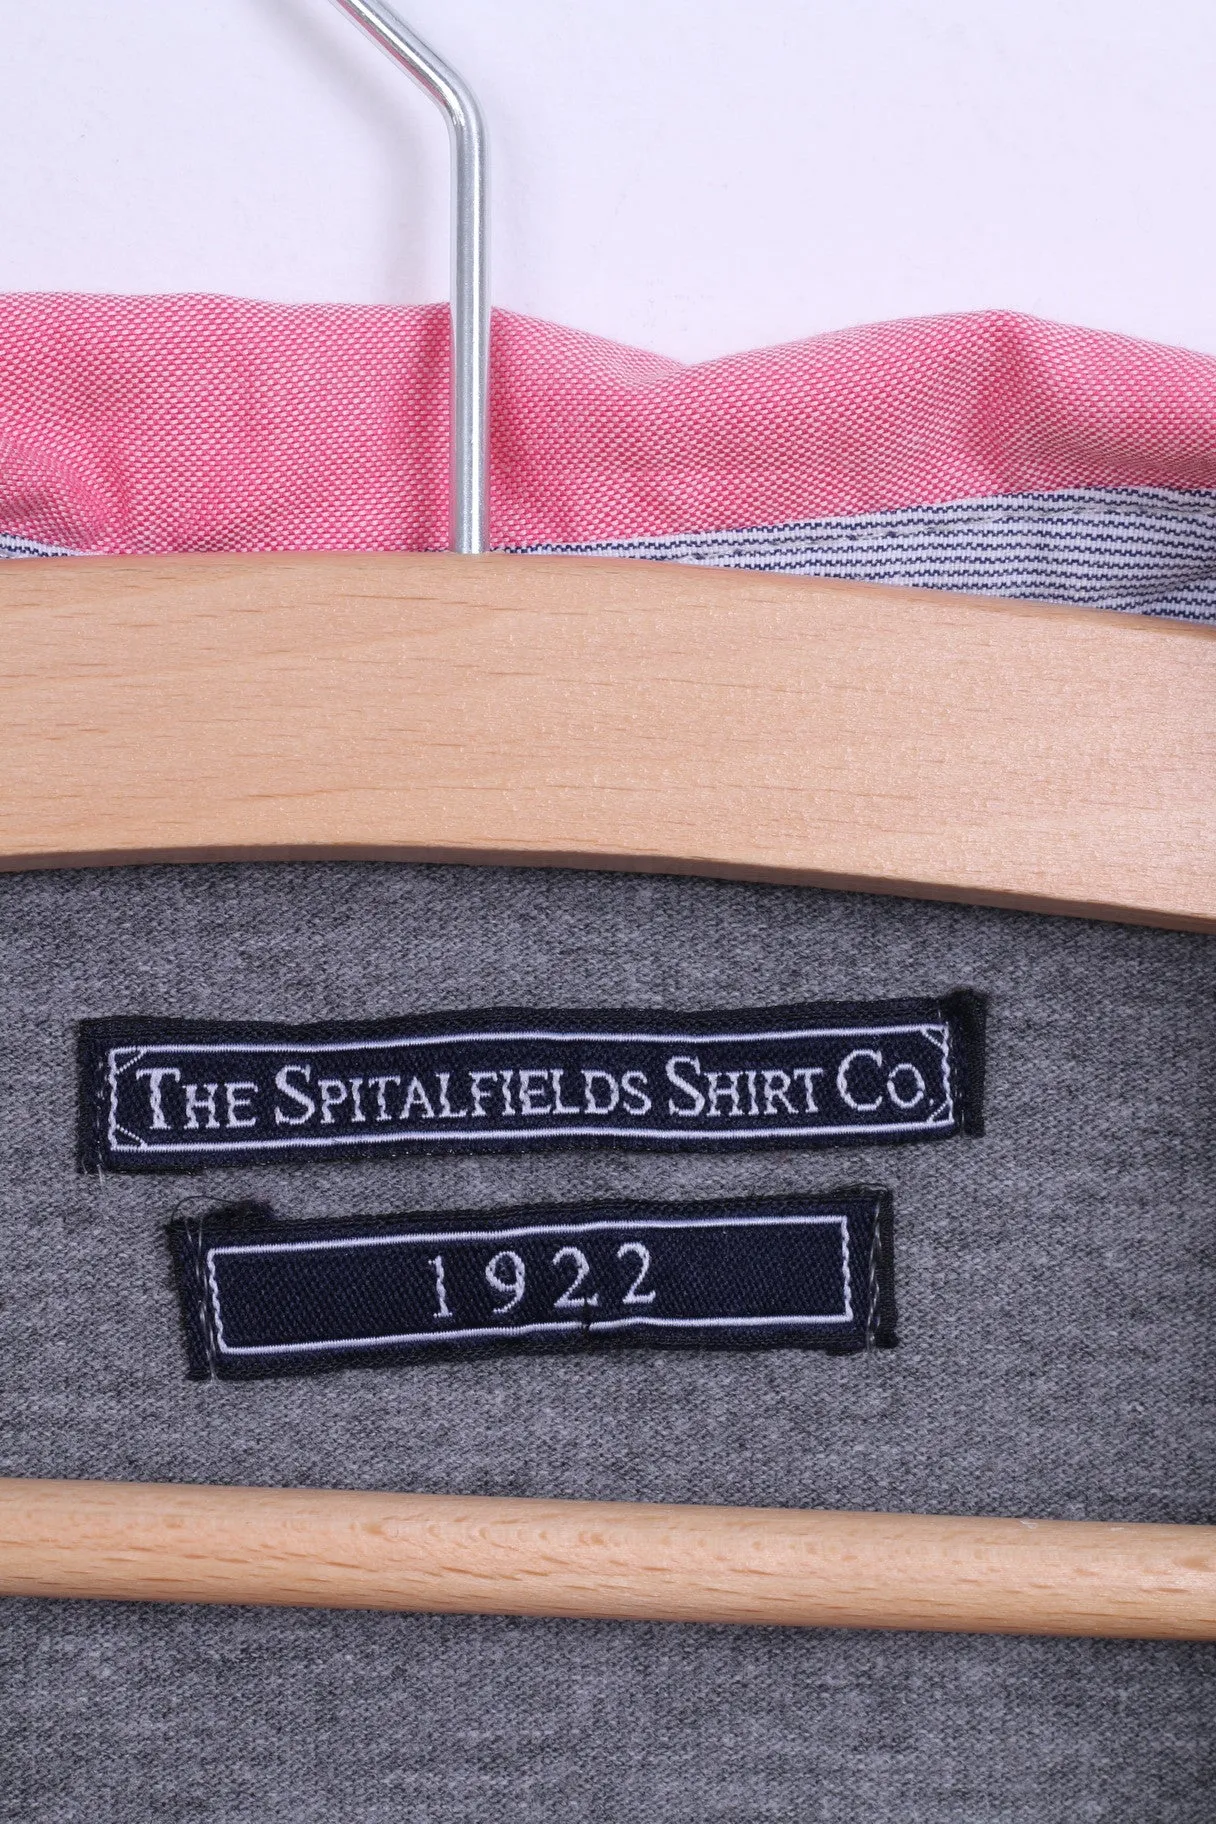 THE SPITALFIELDS SHIRT CO.
1922